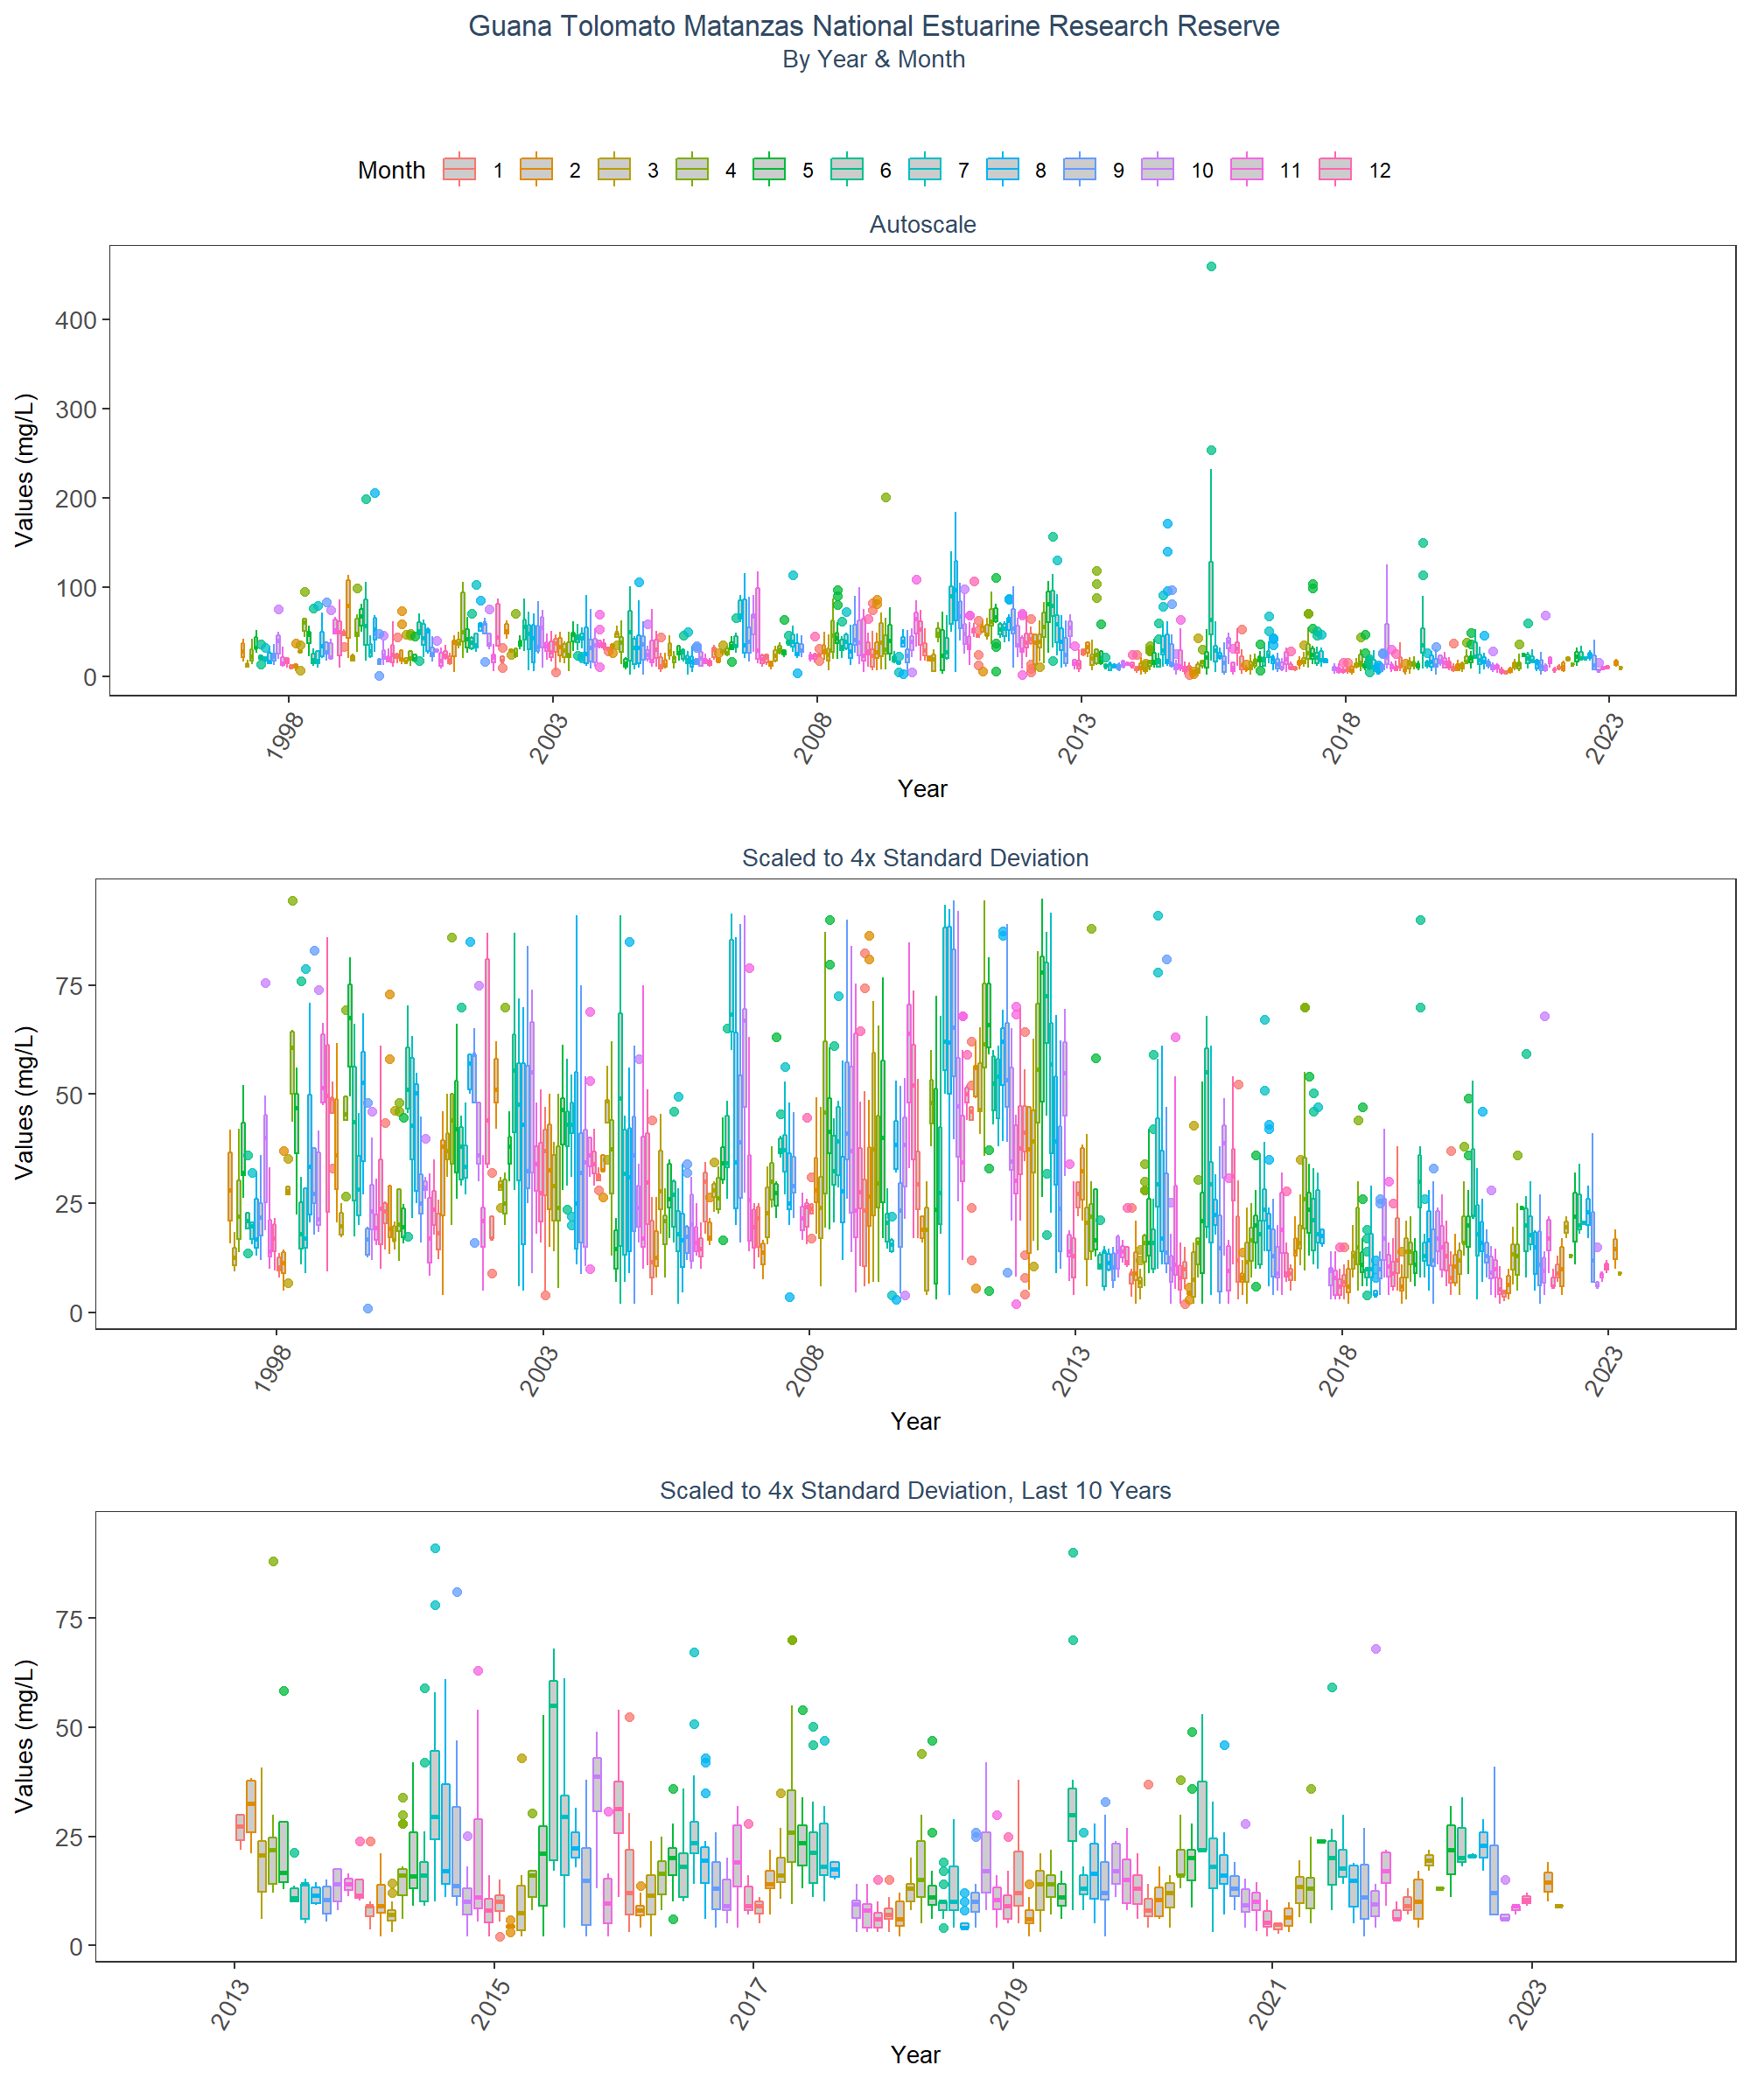 Guana Tolomato Matanzas National Estuarine Research Reserve
By Year & Month
Month 1 2 3 4 5 6 7 8 9 10 11 12
Autoscale
Values (mg/L)
400
300
200
100
0
1998 2003 2008 2013 2018 2023
Year
Scaled to 4x Standard Deviation
Values (mg/L)
75
50
25
0
1998 2003 2008 2013 2018 2023
Year
Scaled to 4x Standard Deviation, Last 10 Years
Values (mg/L)
75
50
25
0
2013 2015 2017 2019 2021 2023
Year